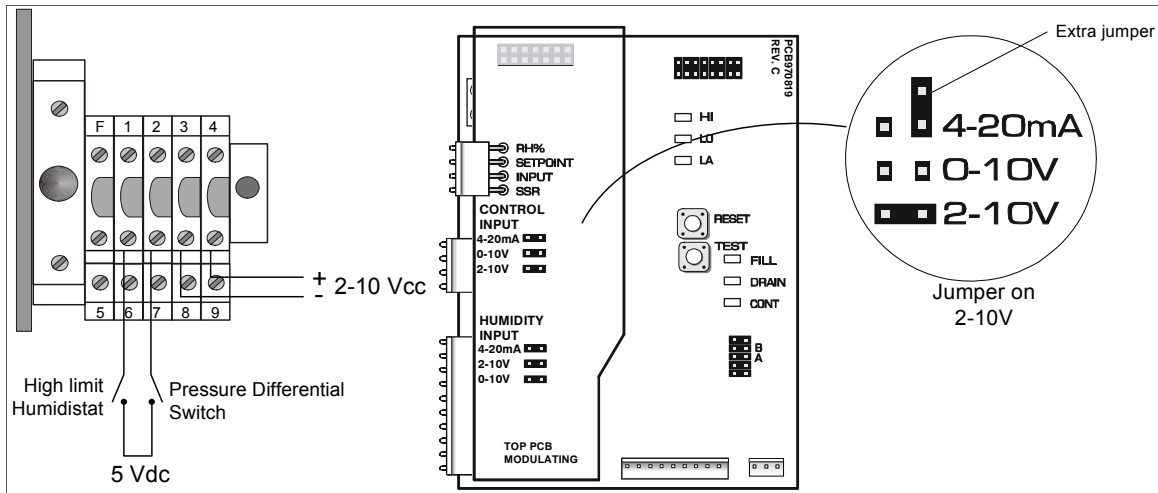 F 1 2 3 4
5 6 7 8 9
+ 2-10 Vcc
-
High limit
Humidistat
Pressure Differential
Switch
5 Vdc
PCB970819
REV. C
HI
LO
LA
RH%
SETPOINT
INPUT
SSR
CONTROL
INPUT
4-20mA
0-10V
2-10V
RESET
TEST
FILL
DRAIN
CONT
HUMIDITY
INPUT
4-20mA
2-10V
0-10V
B
A
TOP PCB
MODULATING
Extra jumper
4-20mA
0-10V
2-10V
Jumper on
2-10V